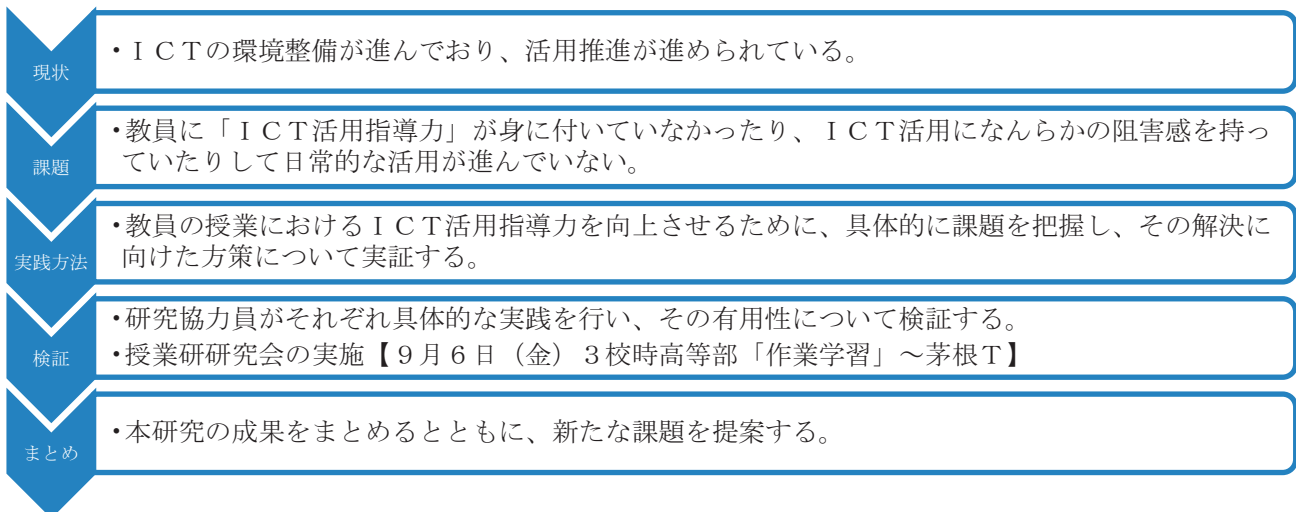 現状
・ＩＣＴの環境整備が進んでおり、活用推進が進められている。
課題
・教員に「ＩＣＴ活用指導力」が身に付いていなかったり、ＩＣＴ活用になんらかの阻害感を持っ
ていたりして日常的な活用が進んでいない。
実践方法
・教員の授業におけるＩＣＴ活用指導力を向上させるために、具体的に課題を把握し、その解決に
向けた方策について実証する。
検証
・研究協力員がそれぞれ具体的な実践を行い、その有用性について検証する。
・授業研研究会の実施【９月６日（金）３校時高等部「作業学習」～茅根Ｔ】
まとめ
・本研究の成果をまとめるとともに、新たな課題を提案する。